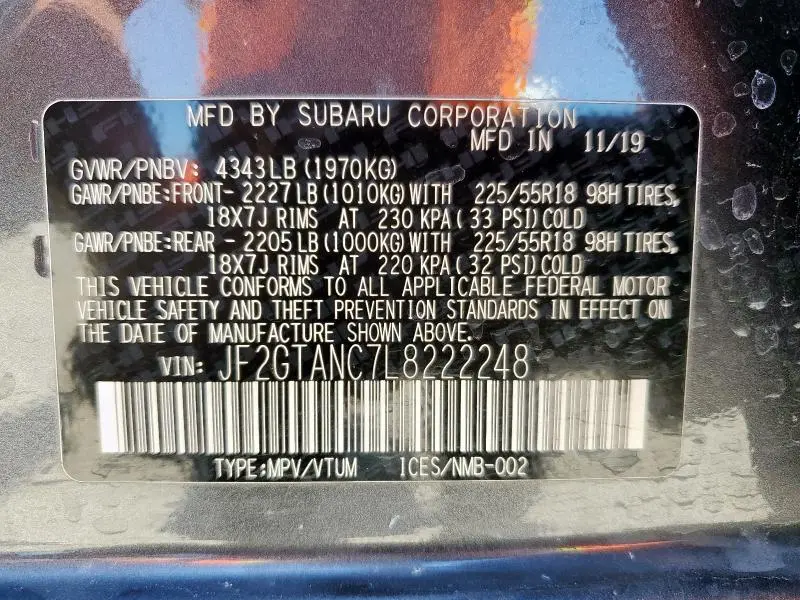 MFD BY SUBARU CORPORATION
MFD IN 11/19
GVWR/PNBV: 4343LB (1970KG)
GAWR/PNBE:FRONT- 2227LB (1010KG) WITH 225/55R18 98H TIRES,
18X7J RIMS AT 230 KPA ( 33 PSI) COLD
GAWR/PNBE:REAR - 2205LB (1000KG) WITH 225/55R18 98H TIRES,
18X7J RIMS AT 220 KPA ( 32 PSI) COLD
THIS VEHICLE CONFORMS TO ALL APPLICABLE FEDERAL MOTOR
VEHICLE SAFETY AND THEFT PREVENTION STANDARDS IN EFFECT ON
THE DATE OF MANUFACTURE SHOWN ABOVE.
VIN: JF2GTANC7L8222248
TYPE:MPV/VTUM ICES/NMB-002